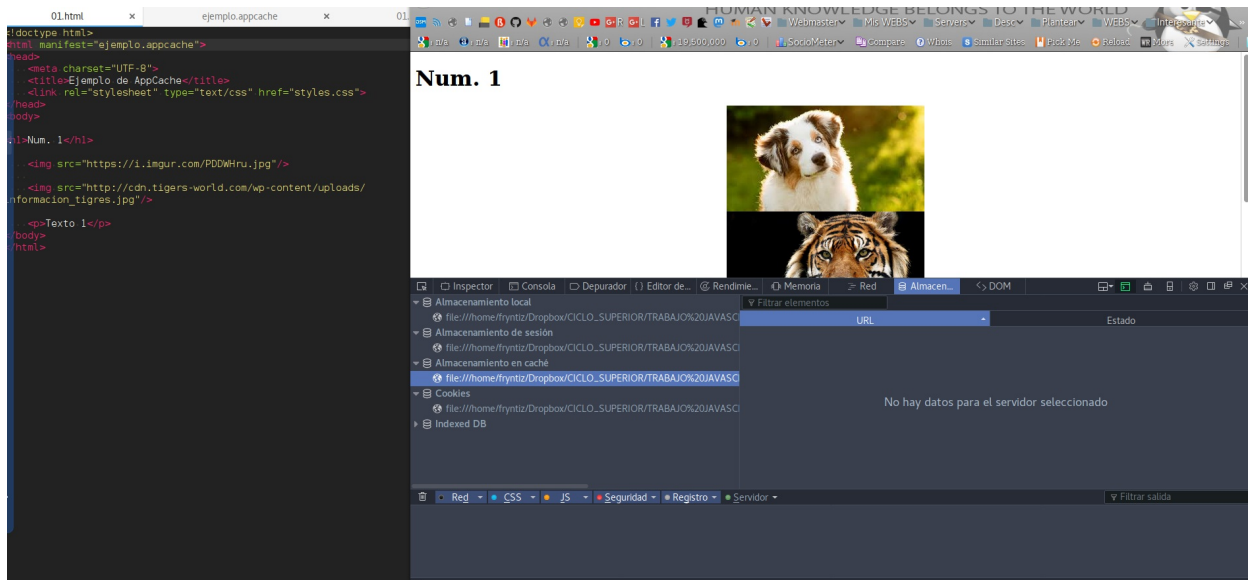 01.html × ejemplo.appcache × 01.
!doctype html>
html manifest="ejemplo.appcache">
head>
<meta charset="UTF-8">
<title>Ejemplo de AppCache</title>
<link rel="stylesheet" type="text/css" href="styles.css">
/head>
body>
h1>Num. 1</h1>
<img src="https://i.imgur.com/PDDWHru.jpg"/>
<img src="http://cdn.tigers-world.com/wp-content/uploads/
nformacion_tigres.jpg"/>
<p>Texto 1</p>
/body>
/html>
HUMAN KNOWLEDGE BELONGS TO THE WORLD
Webmaster Mis WEBS Servers Desc Plantear WEBS Interesante
n/a n/a n/a n/a 0 0 19,600,000 0 SocioMeter Compare Whois Similar Sites Pick Me Reload More Settings
Num. 1
Inspector Consola Depurador {} Editor de... Rendimie... Memoria Red Almacen... DOM
Almacenamiento local
file:///home/fryntiz/Dropbox/CICLO_SUPERIOR/TRABAJO%20JAVASC
Almacenamiento de sesión
file:///home/fryntiz/Dropbox/CICLO_SUPERIOR/TRABAJO%20JAVASC
Almacenamiento en caché
file:///home/fryntiz/Dropbox/CICLO_SUPERIOR/TRABAJO%20JAVASC
Cookies
file:///home/fryntiz/Dropbox/CICLO_SUPERIOR/TRABAJO%20JAVASC
Indexed DB
Filtrar elementos
URL Estado
No hay datos para el servidor seleccionado
Red CSS JS Seguridad Registro Servidor Filtrar salida